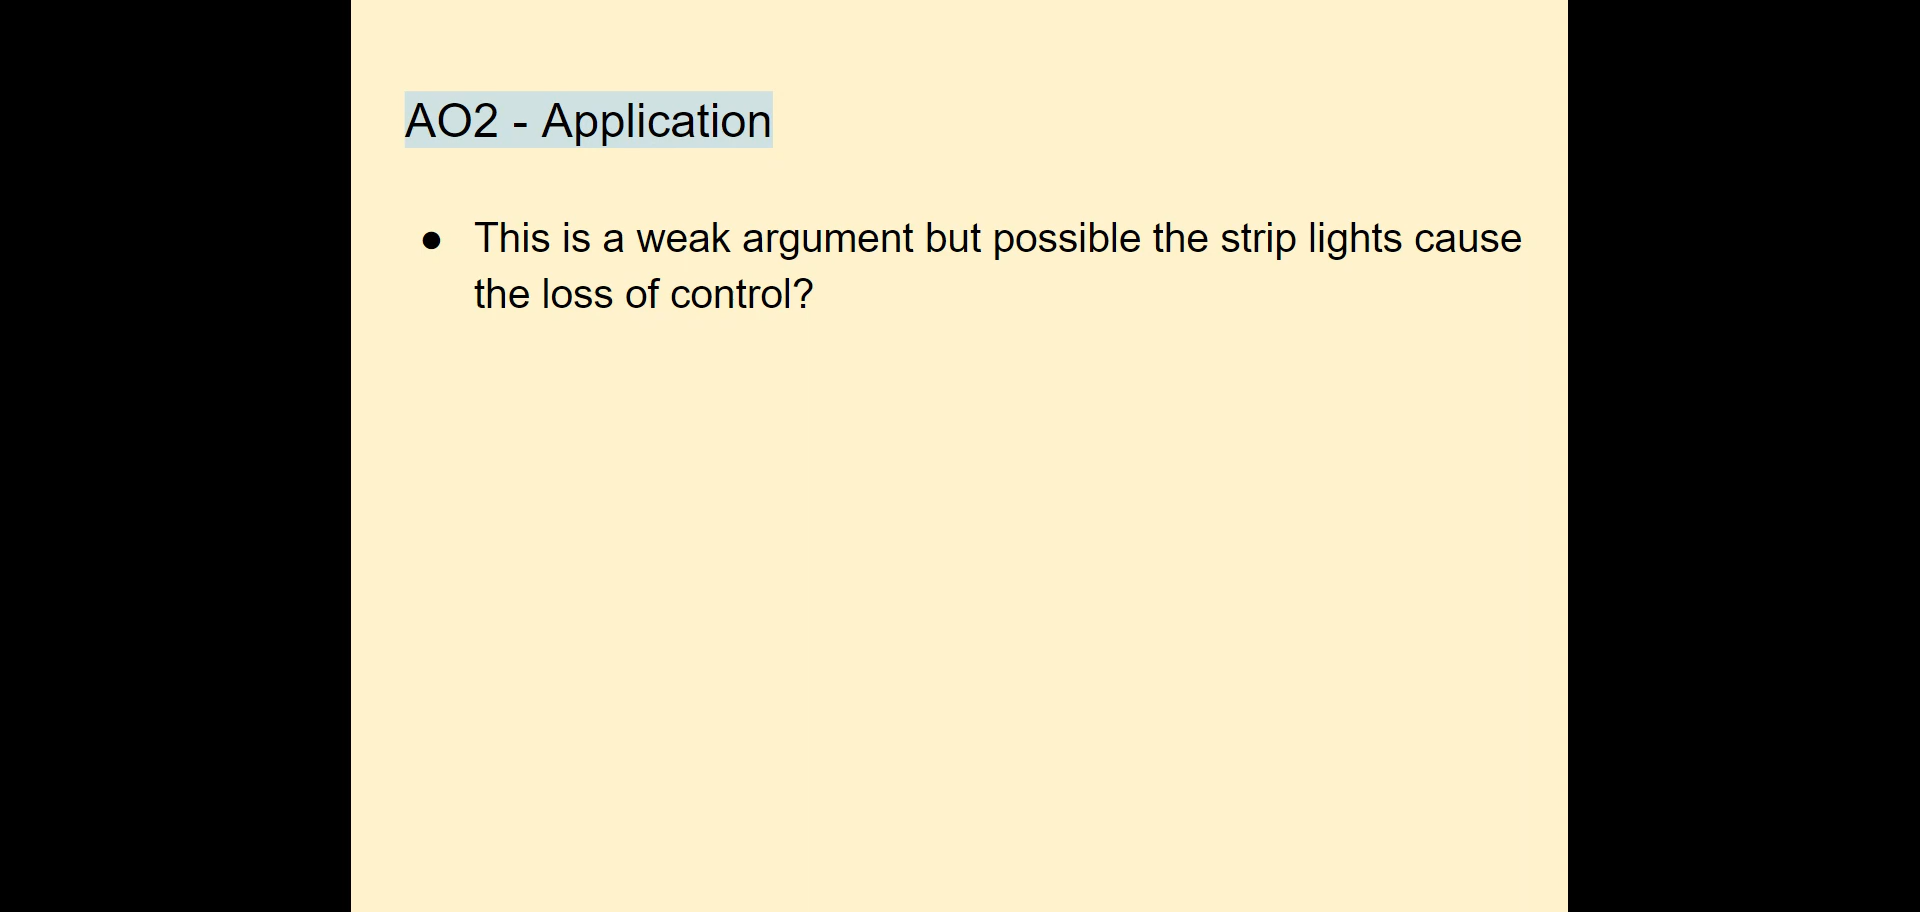 AO2 - Application
● This is a weak argument but possible the strip lights cause
the loss of control?